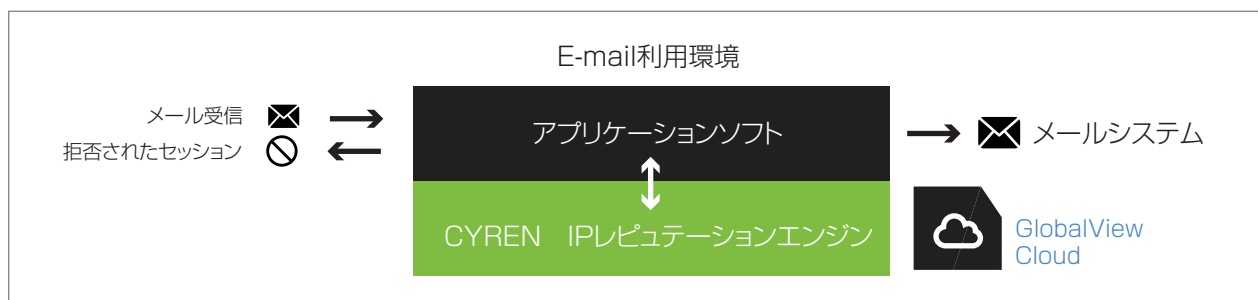 E-mail利用環境
メール受信
拒否されたセッション
アプリケーションソフト
メールシステム
CYREN　IPレピュテーションエンジン
GlobalView
Cloud